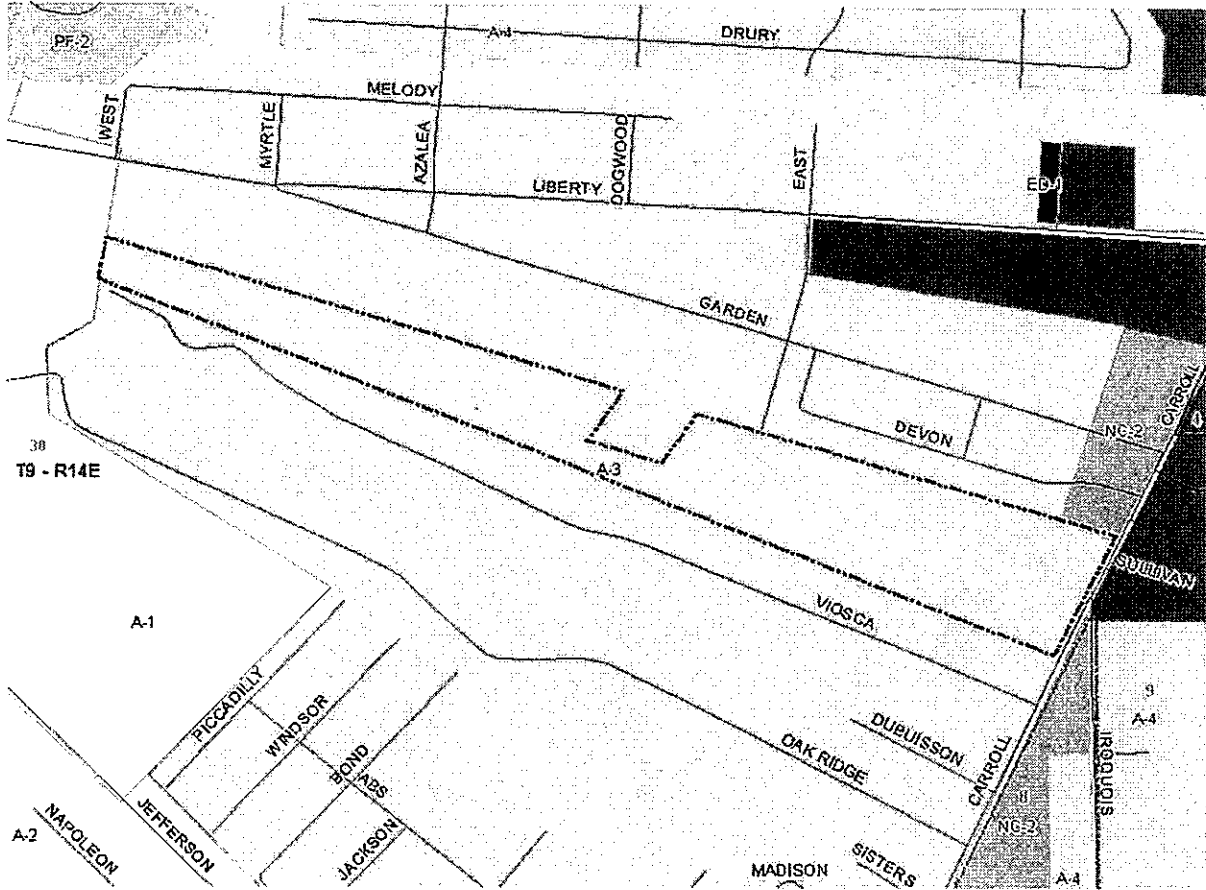 PF-2
A-4
DRURY
MELODY
WEST
MYRTLE
AZALEA
DOGWOOD
LIBERTY
EAST
ED-1
GARDEN
CARROLL
4
DEVON
NC-2
A-3
38
T9 - R14E
SULLIVAN
VIOSCA
A-1
PICCADILLY
WINDSOR
BOND
ABS
DUBUISSON
OAK RIDGE
CARROLL
9
A-4
IROQUOIS
8
NC-2
A-2
NAPOLEON
JEFFERSON
JACKSON
MADISON
SISTERS
A-4